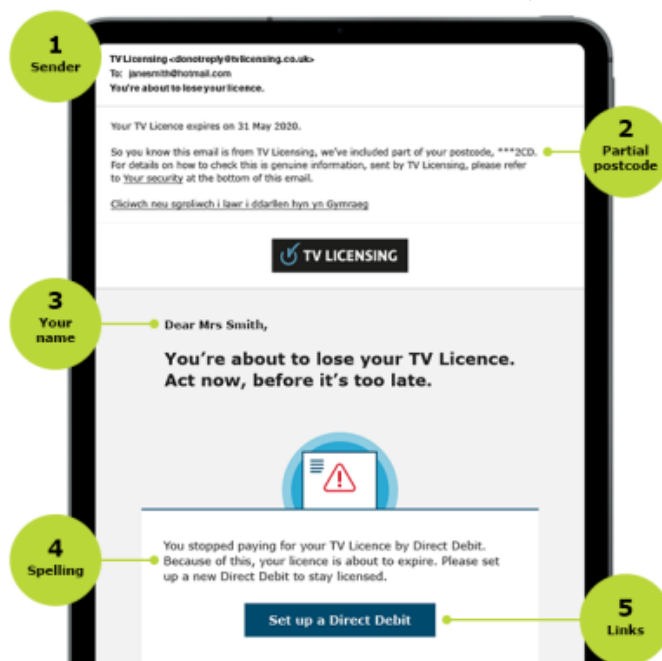 1
Sender
TV Licensing <donotreply@tvlicensing.co.uk>
To: janesmith@hotmail.com
You're about to lose your licence.
Your TV Licence expires on 31 May 2020.
So you know this email is from TV Licensing, we've included part of your postcode, ***2CD.
For details on how to check this is genuine information, sent by TV Licensing, please refer
to Your security at the bottom of this email.
2
Partial
postcode
Cliciwch neu sgroliwch i lawr i ddarllen hyn yn Gymraeg
TV LICENSING
3
Your
name
Dear Mrs Smith,
You're about to lose your TV Licence.
Act now, before it's too late.
4
Spelling
You stopped paying for your TV Licence by Direct Debit.
Because of this, your licence is about to expire. Please set
up a new Direct Debit to stay licensed.
Set up a Direct Debit
5
Links